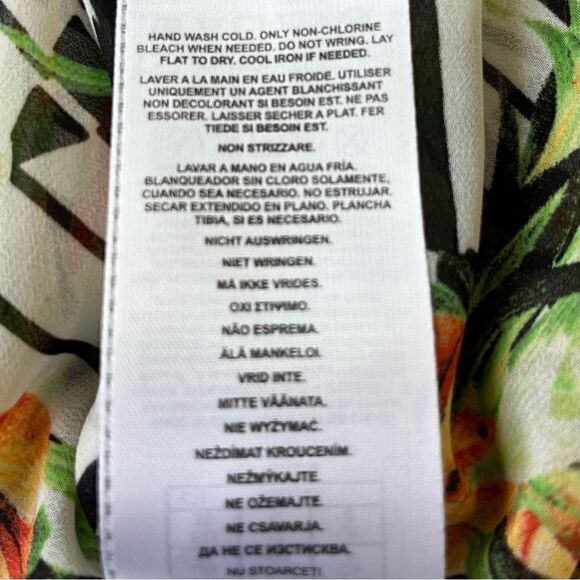 HAND WASH COLD. ONLY NON-CHLORINE
BLEACH WHEN NEEDED. DO NOT WRING. LAY
FLAT TO DRY. COOL IRON IF NEEDED.
LAVER A LA MAIN EN EAU FROIDE. UTILISER
UNIQUEMENT UN AGENT BLANCHISSANT
NON DECOLORANT SI BESOIN EST. NE PAS
ESSORER. LAISSER SECHER A PLAT. FER
TIEDE SI BESOIN EST.
NON STRIZZARE.
LAVAR A MANO EN AGUA FRÍA.
BLANQUEADOR SIN CLORO SOLAMENTE,
CUANDO SEA NECESARIO. NO ESTRUJAR.
SECAR EXTENDIDO EN PLANO. PLANCHA
TIBIA, SI ES NECESARIO.
NICHT AUSWRINGEN.
NIET WRINGEN.
MÅ IKKE VRIDES.
ΟΧΙ ΣΤΙΨΙΜΟ.
NÃO ESPREMA.
ÄLÄ MANKELOI.
VRID INTE.
MITTE VÄÄNATA.
NIE WYŻYMAĆ.
NEŽDÍMAT KROUCENÍM.
NEŽMÝKAJTE.
NE OŽEMAJTE.
NE CSAVARJA.
ДА НЕ СЕ ИЗСТИСКВА.
NU STOARCEŢI.